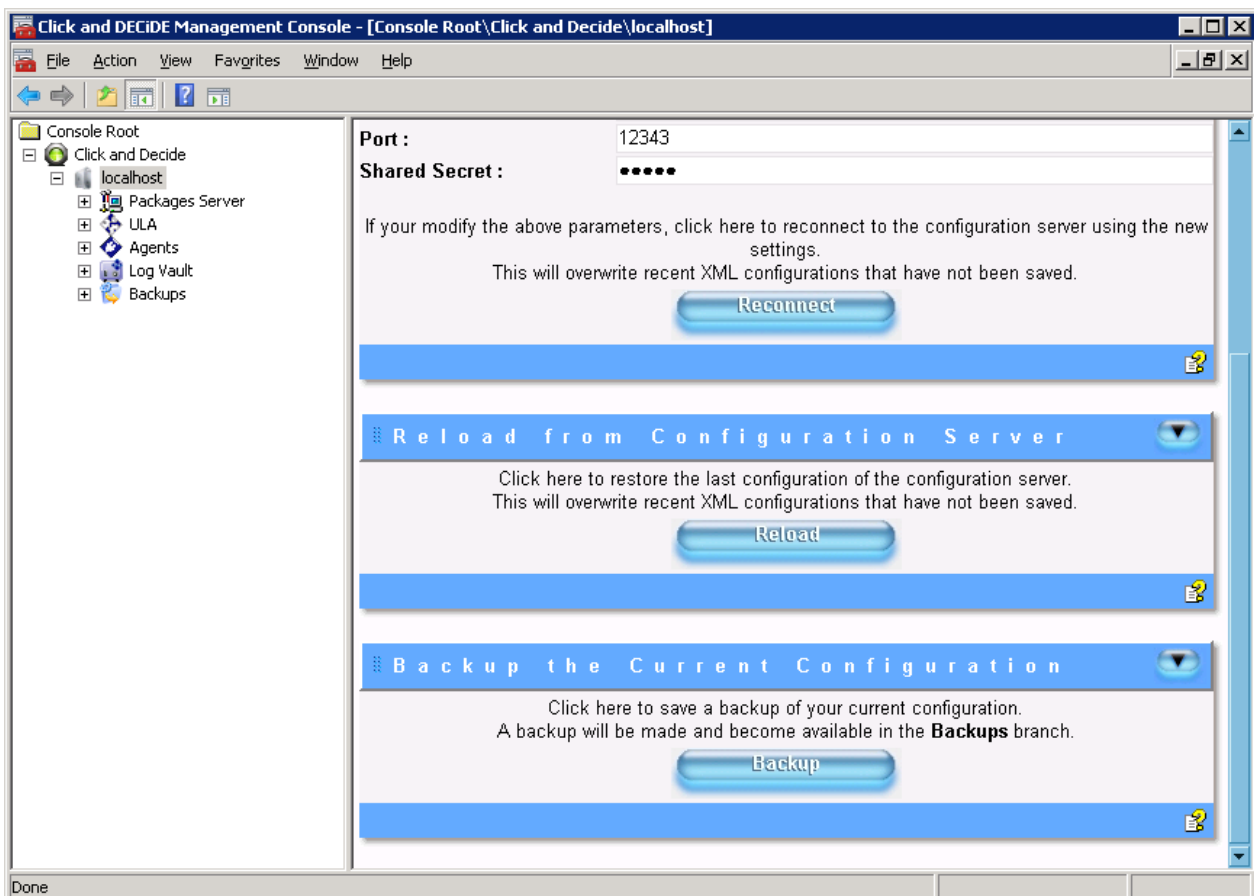 Click and DECiDE Management Console - [Console Root\Click and Decide\localhost]
File Action View Favorites Window Help
Console Root
Click and Decide
localhost
Packages Server
ULA
Agents
Log Vault
Backups
Port :
12343
Shared Secret :
•••••
If your modify the above parameters, click here to reconnect to the configuration server using the new
settings.
This will overwrite recent XML configurations that have not been saved.
Reconnect
Reload from Configuration Server
Click here to restore the last configuration of the configuration server.
This will overwrite recent XML configurations that have not been saved.
Reload
Backup the Current Configuration
Click here to save a backup of your current configuration.
A backup will be made and become available in the Backups branch.
Backup
Done